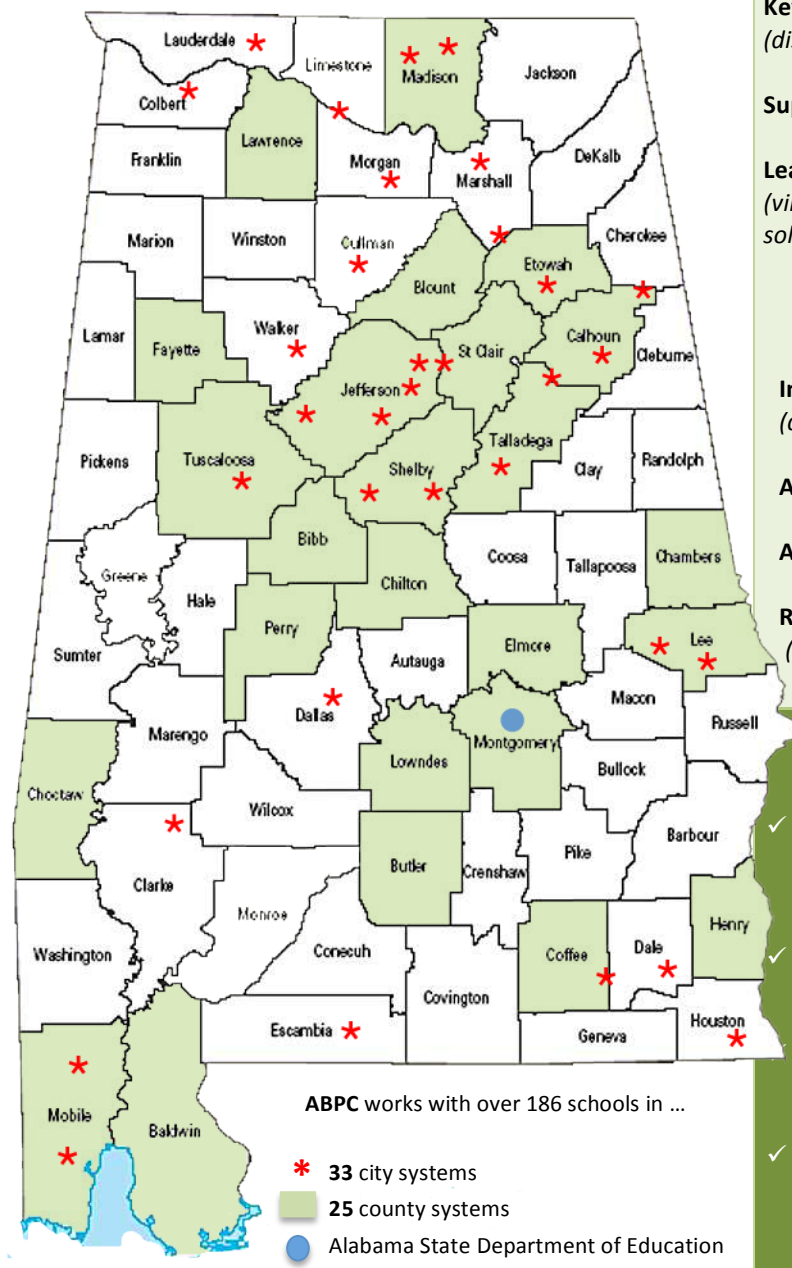 Lauderdale
Limestone
Madison
Jackson
Colbert
Lawrence
Franklin
Morgan
Marshall
DeKalb
Marion
Winston
Cullman
Blount
Etowah
Cherokee
Lamar
Fayette
Walker
Jefferson
St Clair
Calhoun
Cleburne
Pickens
Tuscaloosa
Shelby
Talladega
Clay
Randolph
Greene
Hale
Bibb
Chilton
Coosa
Tallapoosa
Chambers
Sumter
Perry
Autauga
Elmore
Lee
Marengo
Dallas
Lowndes
Montgomery
Macon
Russell
Bullock
Choctaw
Clarke
Wilcox
Butler
Crenshaw
Pike
Barbour
Washington
Monroe
Conecuh
Covington
Coffee
Dale
Henry
Escambia
Geneva
Houston
Mobile
Baldwin
ABPC works with over 186 schools in …
33 city systems
25 county systems
Alabama State Department of Education